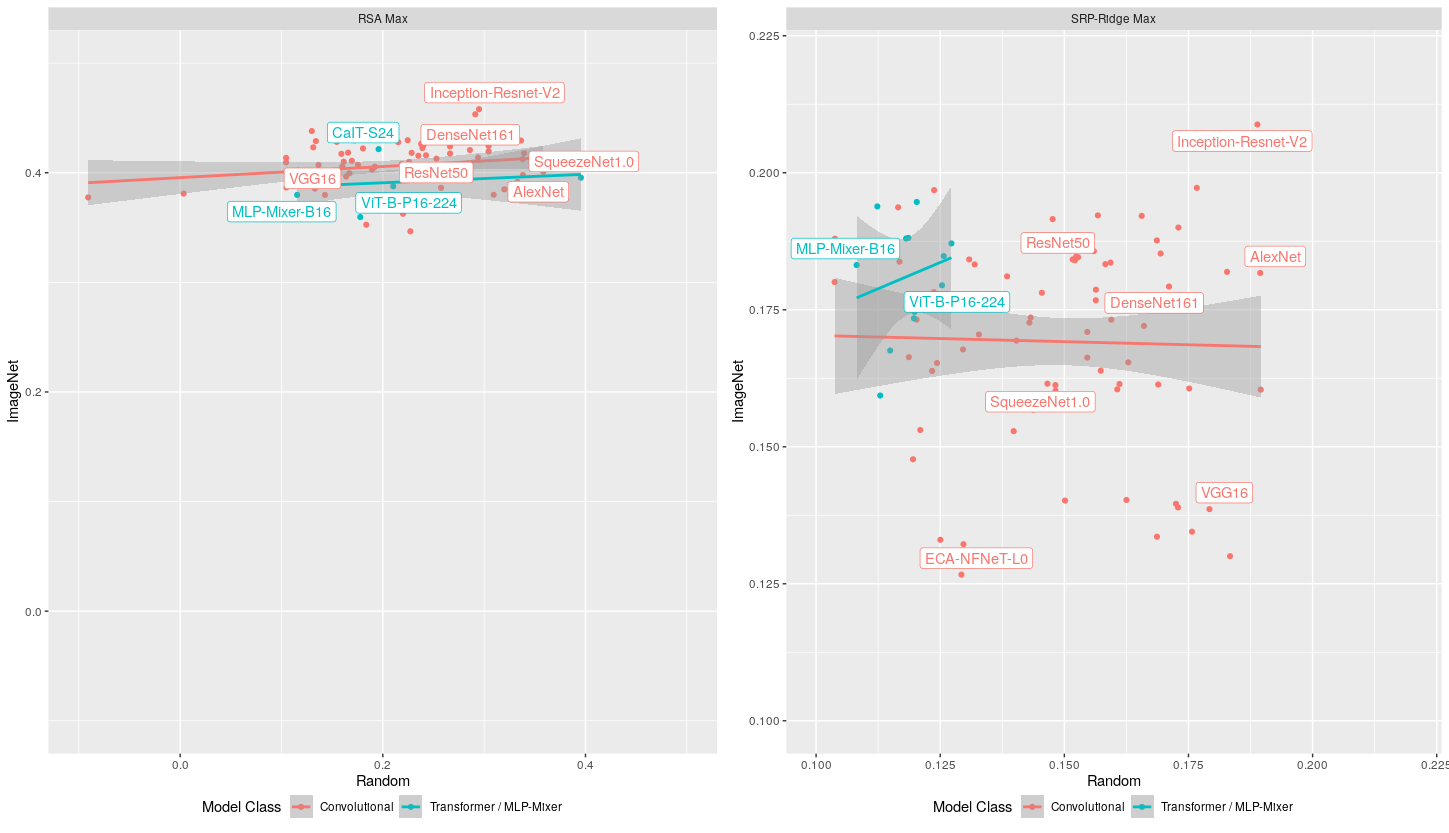 RSA Max
ImageNet
0.4
0.2
0.0
Inception-Resnet-V2
CaIT-S24
DenseNet161
SqueezeNet1.0
VGG16
ResNet50
AlexNet
MLP-Mixer-B16
ViT-B-P16-224
0.0
0.2
0.4
Random
Model Class
Convolutional
Transformer / MLP-Mixer
SRP-Ridge Max
ImageNet
0.225
0.200
0.175
0.150
0.125
0.100
Inception-Resnet-V2
ResNet50
MLP-Mixer-B16
AlexNet
ViT-B-P16-224
DenseNet161
SqueezeNet1.0
VGG16
ECA-NFNeT-L0
0.100
0.125
0.150
0.175
0.200
0.225
Random
Model Class
Convolutional
Transformer / MLP-Mixer